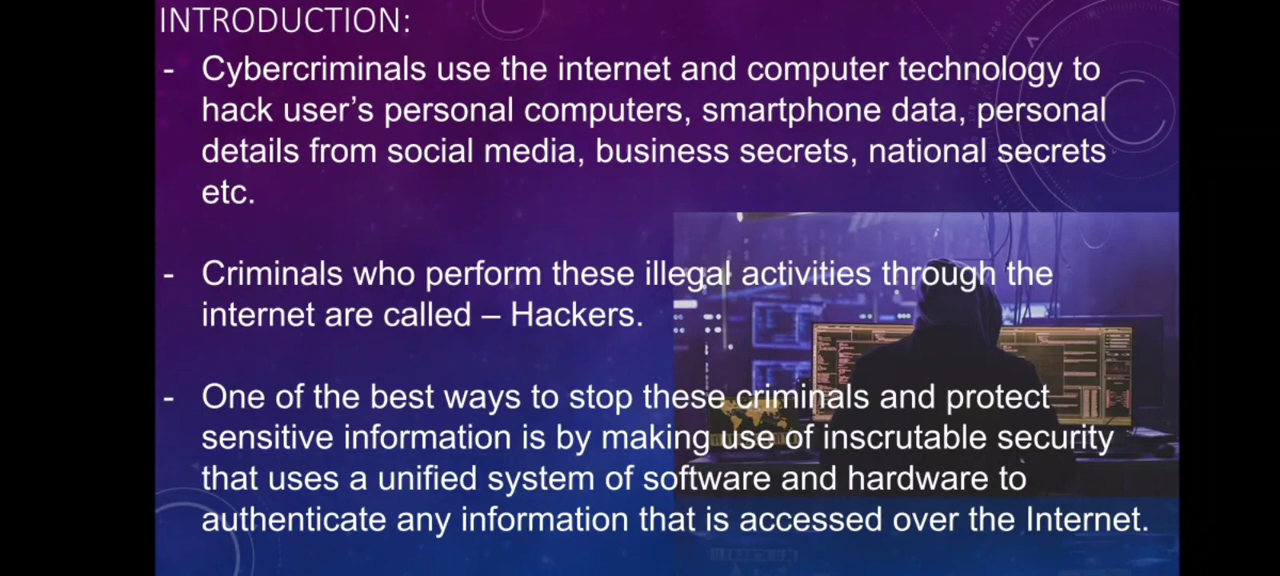 INTRODUCTION:
- Cybercriminals use the internet and computer technology to
hack user’s personal computers, smartphone data, personal
details from social media, business secrets, national secrets
etc.
- Criminals who perform these illegal activities through the
internet are called – Hackers.
- One of the best ways to stop these criminals and protect
sensitive information is by making use of inscrutable security
that uses a unified system of software and hardware to
authenticate any information that is accessed over the Internet.